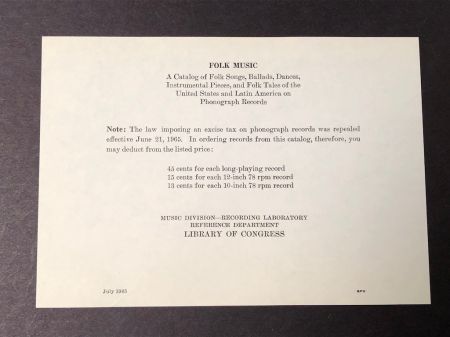 FOLK MUSIC
A Catalog of Folk Songs, Ballads, Dances,
Instrumental Pieces, and Folk Tales of the
United States and Latin America on
Phonograph Records
Note: The law imposing an excise tax on phonograph records was repealed
effective June 21, 1965. In ordering records from this catalog, therefore, you
may deduct from the listed price:
45 cents for each long-playing record
15 cents for each 12-inch 78 rpm record
13 cents for each 10-inch 78 rpm record
MUSIC DIVISION—RECORDING LABORATORY
REFERENCE DEPARTMENT
LIBRARY OF CONGRESS
July 1965